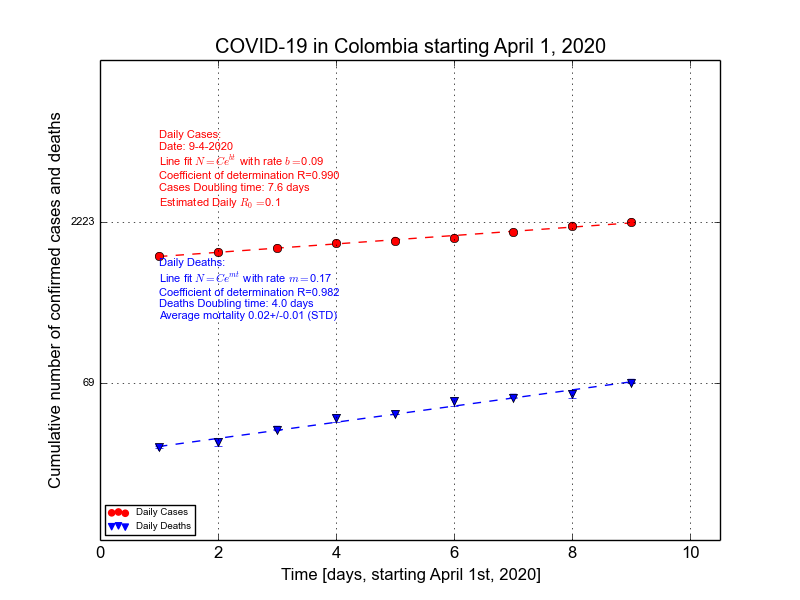 COVID-19 in Colombia starting April 1, 2020
Cumulative number of confirmed cases and deaths
Daily Cases:
Date: 9-4-2020
Line fit N = Ce^{bt} with rate b = 0.09
Coefficient of determination R=0.990
Cases Doubling time: 7.6 days
Estimated Daily R_0 = 0.1
2223
Daily Deaths:
Line fit N = Ce^{mt} with rate m = 0.17
Coefficient of determination R=0.982
Deaths Doubling time: 4.0 days
Average mortality 0.02+/-0.01 (STD)
69
Daily Cases
Daily Deaths
0 2 4 6 8 10
Time [days, starting April 1st, 2020]